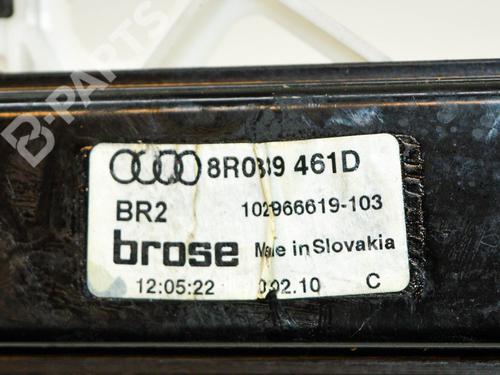 B-PARTS
8R0839 461D
BR2 102966619-103
brose Made in Slovakia
12:05:22 02.10 C